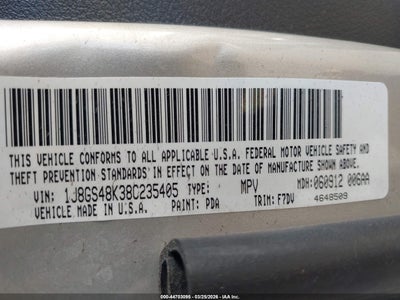 THIS VEHICLE CONFORMS TO ALL APPLICABLE U.S.A. FEDERAL MOTOR VEHICLE SAFETY AND
THEFT PREVENTION STANDARDS IN EFFECT ON THE DATE OF MANUFACTURE SHOWN ABOVE.
VIN: 1J8GS48K38C235405 TYPE: MPV MDH: 060912 006AA
VEHICLE MADE IN U.S.A. PAINT: PDA TRIM: F7DV 4648509
000 - 44703095 - 03/25/2026 - IAA Inc.